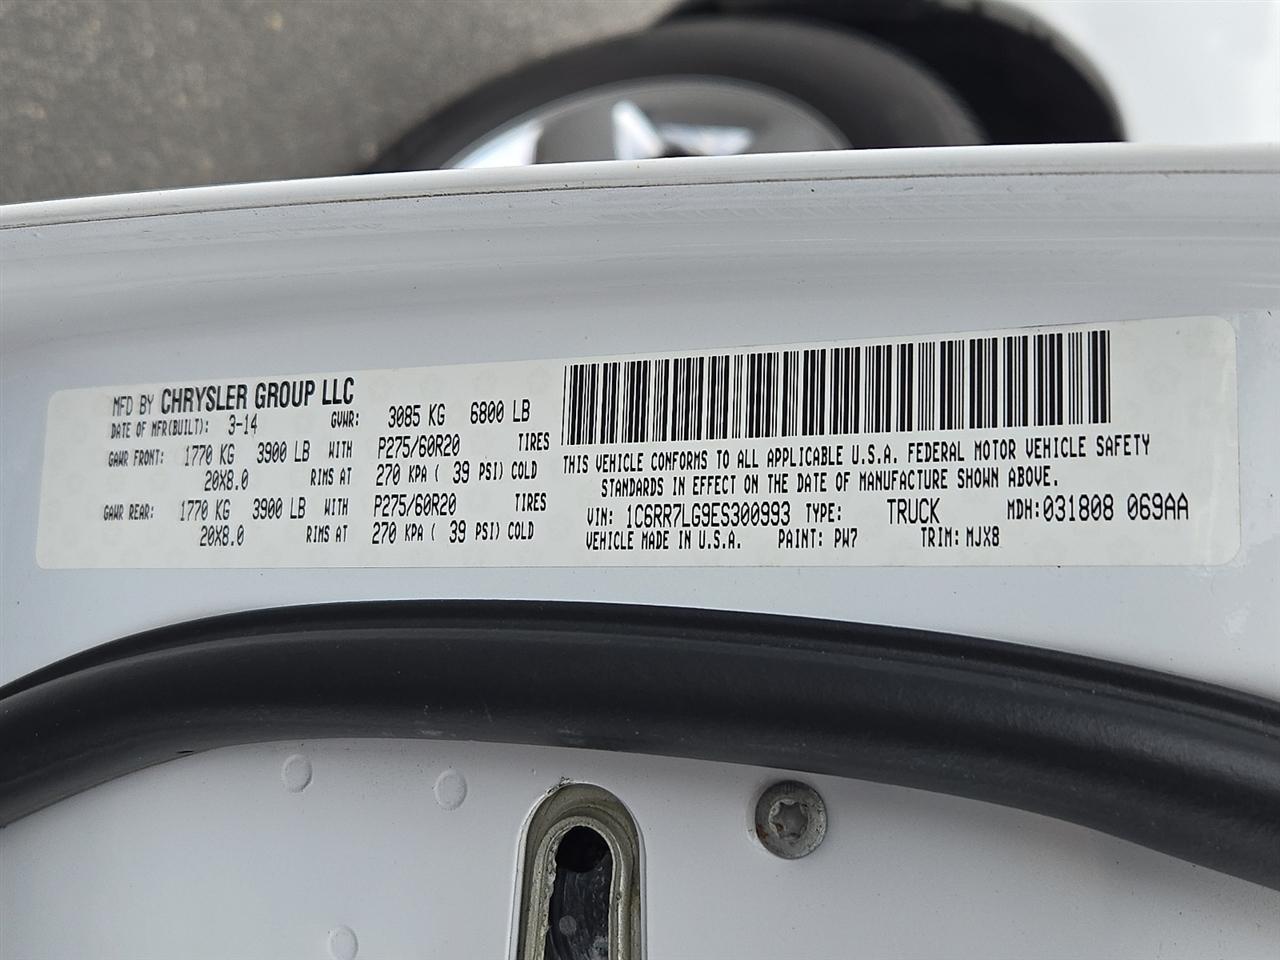 MFD BY CHRYSLER GROUP LLC
DATE OF MFR(BUILT): 3-14 GVWR: 3085 KG 6800 LB
GAWR FRONT: 1770 KG 3900 LB WITH P275/60R20 TIRES
20X8.0 RIMS AT 270 KPA ( 39 PSI) COLD
GAWR REAR: 1770 KG 3900 LB WITH P275/60R20 TIRES
20X8.0 RIMS AT 270 KPA ( 39 PSI) COLD
THIS VEHICLE CONFORMS TO ALL APPLICABLE U.S.A. FEDERAL MOTOR VEHICLE SAFETY
STANDARDS IN EFFECT ON THE DATE OF MANUFACTURE SHOWN ABOVE.
VIN: 1C6RR7LG9ES300993 TYPE: TRUCK MDH:031808 069AA
VEHICLE MADE IN U.S.A. PAINT: PW7 TRIM: MJX8